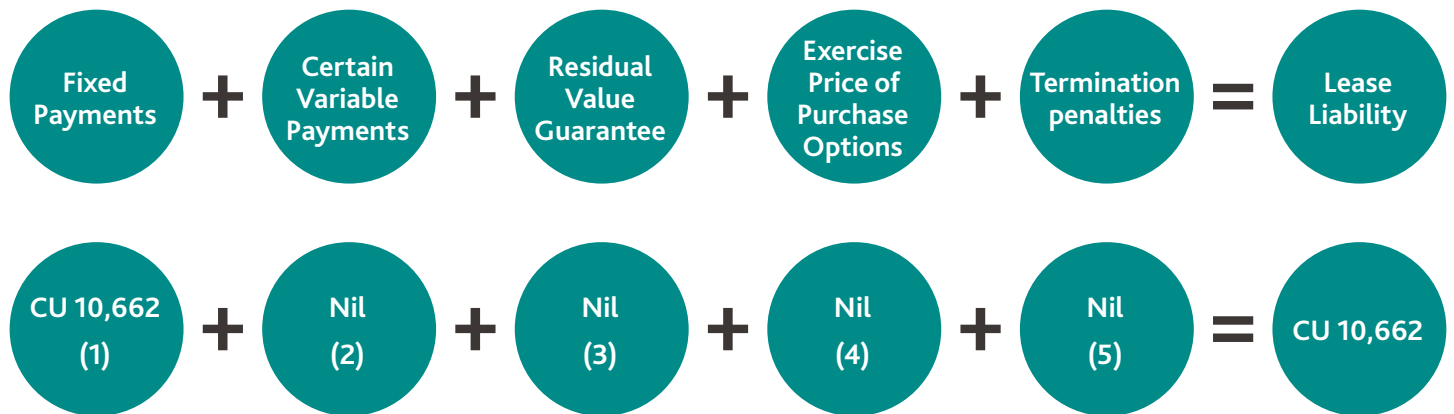 Fixed
Payments
+
Certain
Variable
Payments
+
Residual
Value
Guarantee
+
Exercise
Price of
Purchase
Options
+
Termination
penalties
=
Lease
Liability
CU 10,662
(1)
+
Nil
(2)
+
Nil
(3)
+
Nil
(4)
+
Nil
(5)
=
CU 10,662